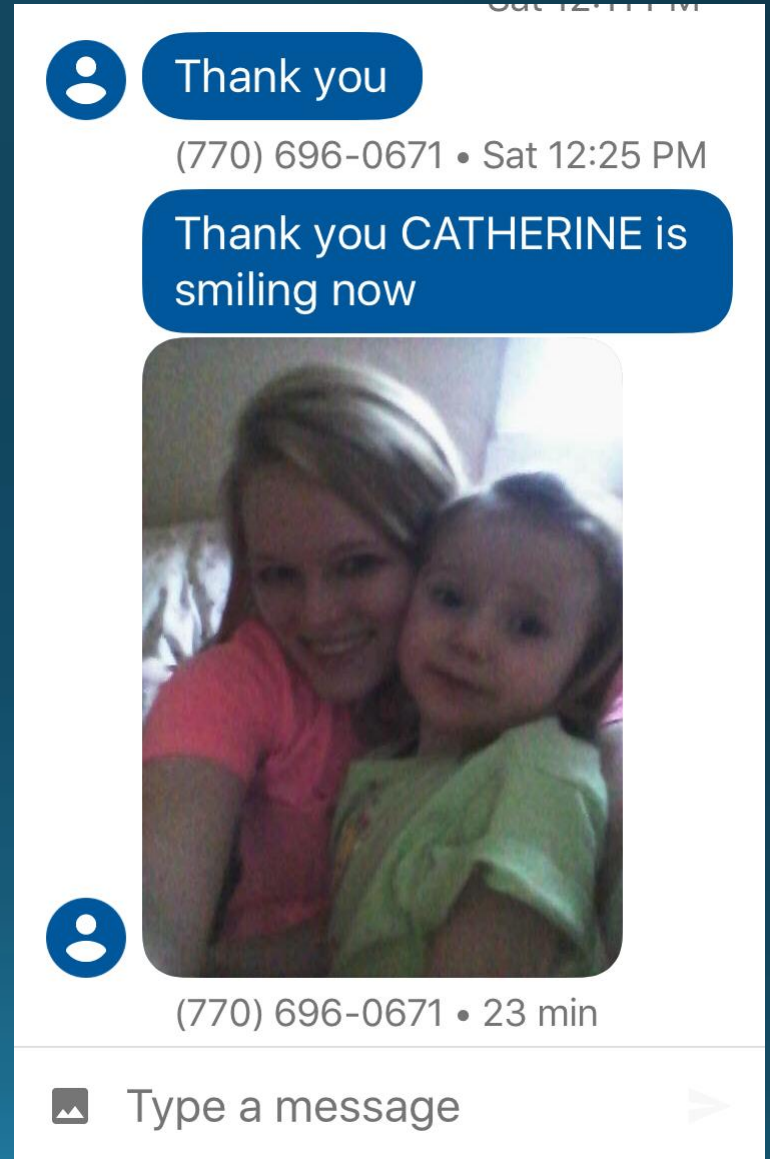 Thank you
(770) 696-0671 • Sat 12:25 PM
Thank you CATHERINE is
smiling now
(770) 696-0671 • 23 min
Type a message